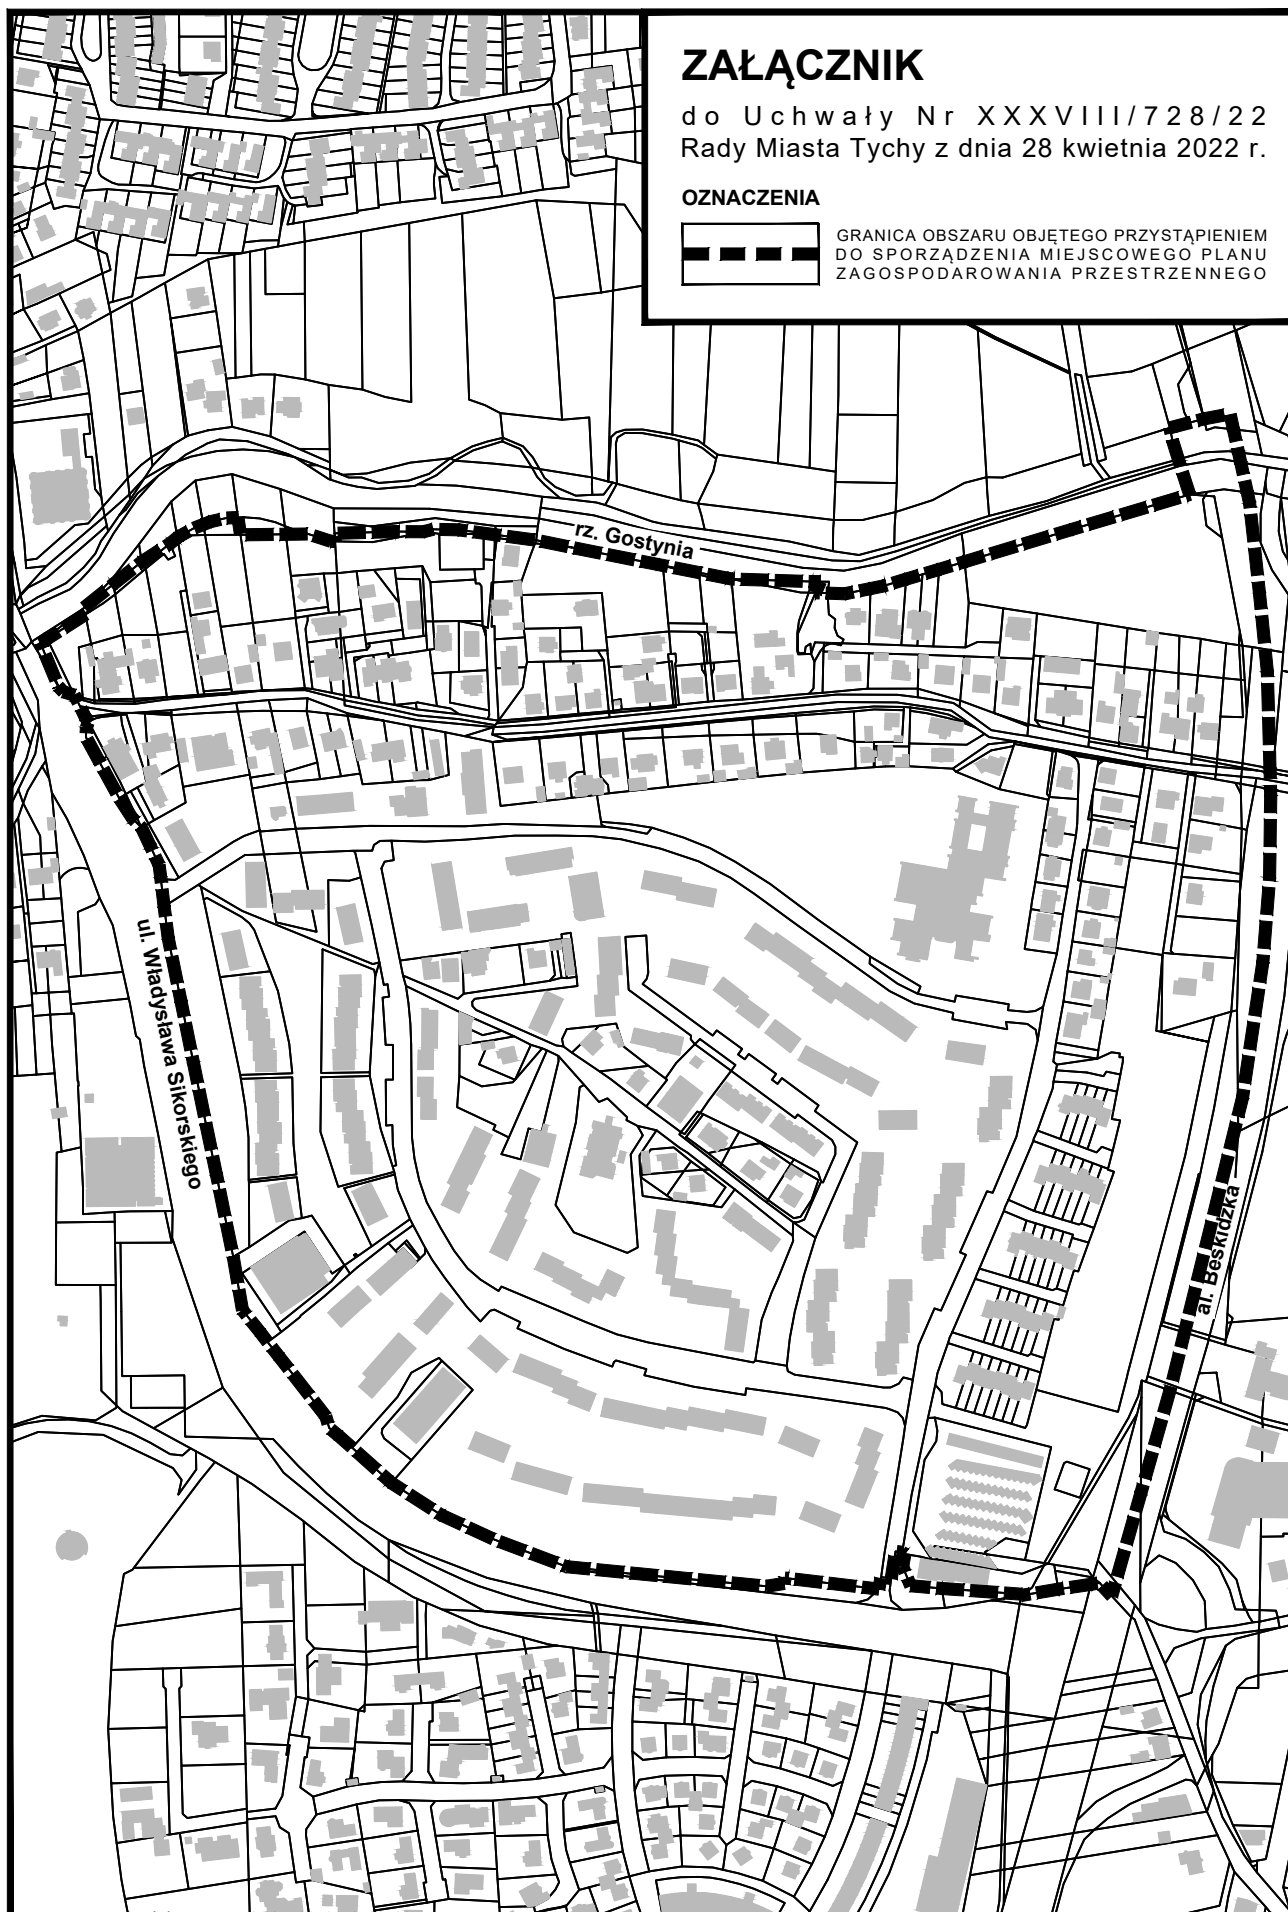 ZAŁĄCZNIK
do Uchwały Nr XXXVIII/728/22
Rady Miasta Tychy z dnia 28 kwietnia 2022 r.
OZNACZENIA
GRANICA OBSZARU OBJĘTEGO PRZYSTĄPIENIEM
DO SPORZĄDZENIA MIEJSCOWEGO PLANU
ZAGOSPODAROWANIA PRZESTRZENNEGO
rz. Gostynia
ul. Władysława Sikorskiego
al. Beskidzka